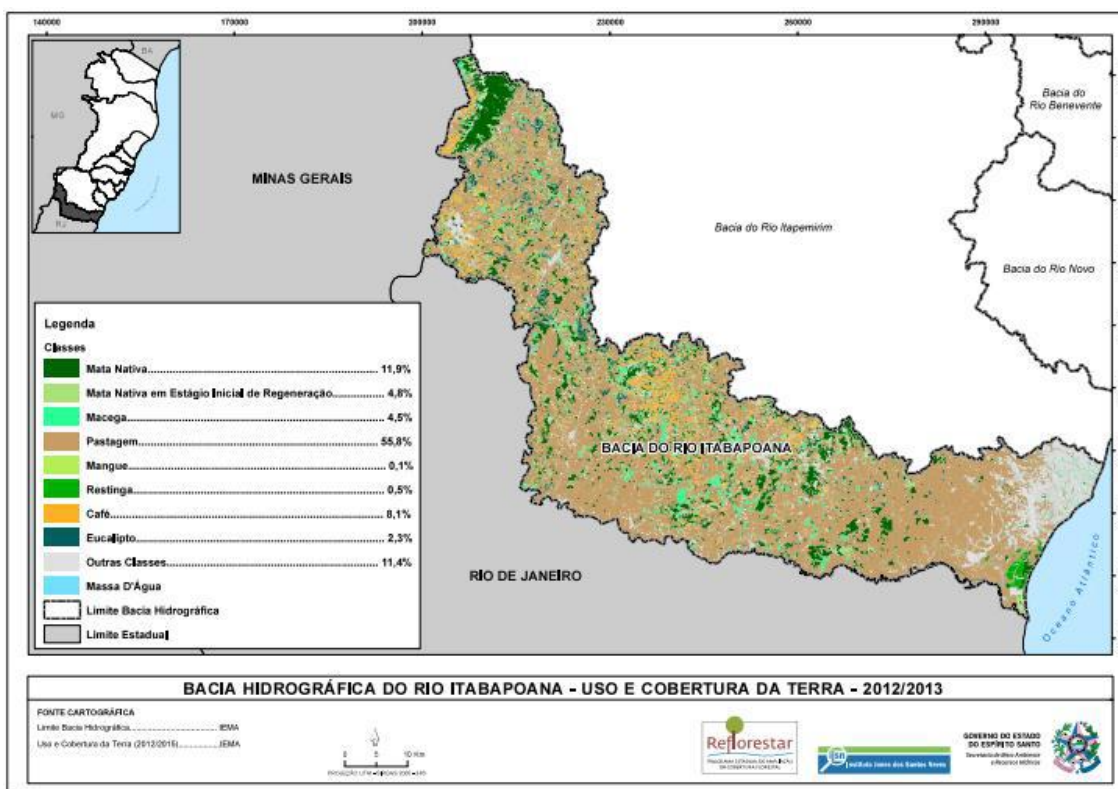 140000 170000 200000 230000 260000 290000
BA
MG
RJ
MINAS GERAIS
Bacia do
Rio Benevente
Bacia do Rio Itapemirim
Bacia do Rio Novo
Legenda
Classes
Mata Nativa 11,9%
Mata Nativa em Estágio Inicial de Regeneração 4,8%
Macega 4,5%
Pastagem 55,8%
Mangue 0,1%
Restinga 0,5%
Café 8,1%
Eucalipto 2,3%
Outras Classes 11,4%
Massa D'Água
Limite Bacia Hidrográfica
Limite Estadual
BACIA DO RIO ITABAPOANA
RIO DE JANEIRO
Oceano Atlântico
BACIA HIDROGRÁFICA DO RIO ITABAPOANA - USO E COBERTURA DA TERRA - 2012/2013
FONTE CARTOGRÁFICA
Limite Bacia Hidrográfica IEMA
Uso e Cobertura da Terra (2012/2015) IEMA
0 5 10 Km
Reflorestar
ijsn Instituto Jones dos Santos Neves
GOVERNO DO ESTADO
DO ESPÍRITO SANTO